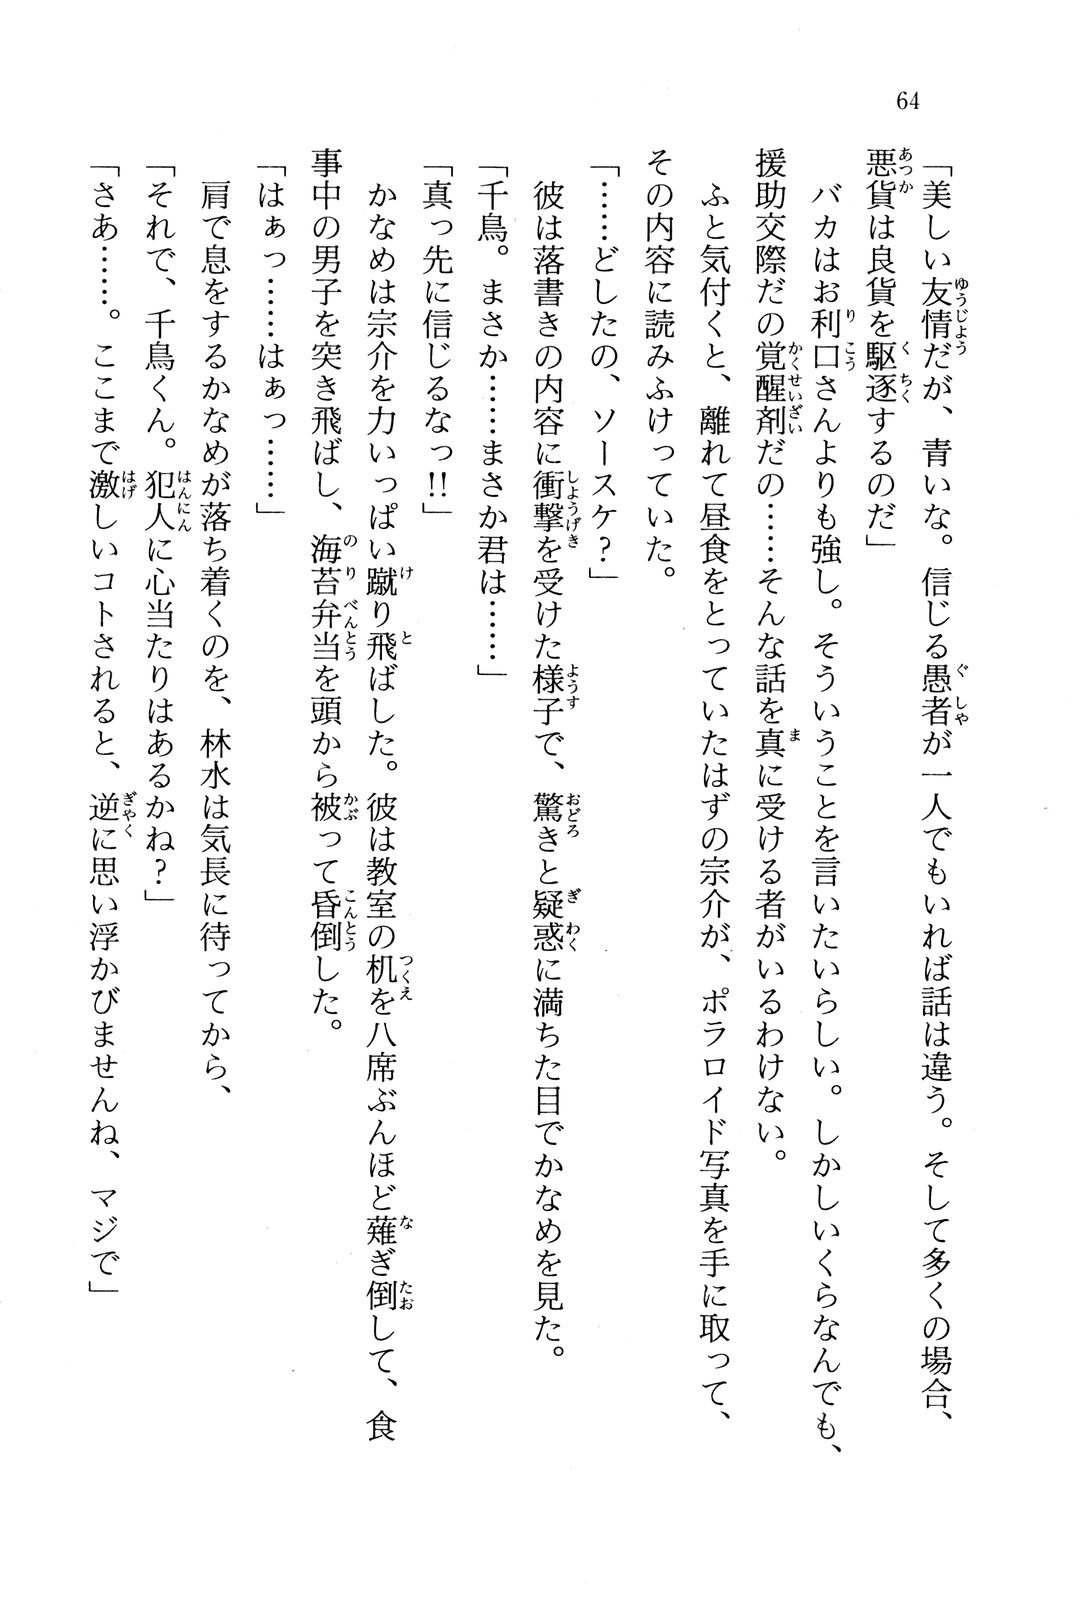 64
「美しい友情だが、青いな。信じる愚者が一人でもいれば話は違う。そして多くの場合、
悪貨は良貨を駆逐するのだ」
　バカはお利口さんよりも強し。そういうことを言いたいらしい。しかしいくらなんでも、
援助交際だの覚醒剤だの……そんな話を真に受ける者がいるわけない。
　ふと気付くと、離れて昼食をとっていたはずの宗介が、ポラロイド写真を手に取って、
その内容に読みふけっていた。
「……どしたの、ソースケ？」
　彼は落書きの内容に衝撃を受けた様子で、驚きと疑惑に満ちた目でかなめを見た。
「千鳥。まさか……まさか君は……」
「真っ先に信じるなっ!!」
　かなめは宗介を力いっぱい蹴り飛ばした。彼は教室の机を八席ぶんほど薙ぎ倒して、食
事中の男子を突き飛ばし、海苔弁当を頭から被って昏倒した。
「はぁっ……はぁっ……」
　肩で息をするかなめが落ち着くのを、林水は気長に待ってから、
「それで、千鳥くん。犯人に心当たりはあるかね？」
「さあ……。ここまで激しいコトされると、逆に思い浮かびませんね、マジで」